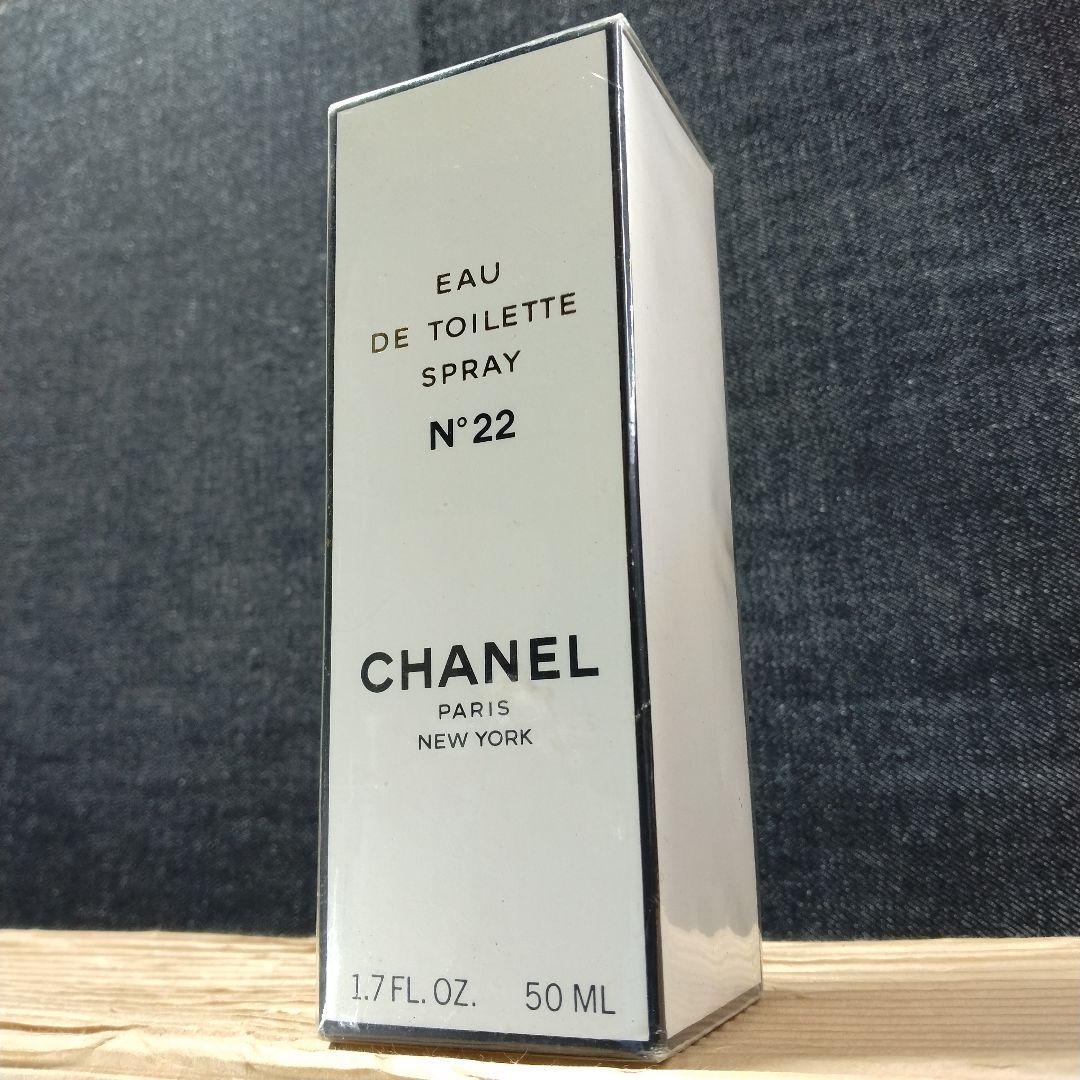 EAU
DE TOILETTE
SPRAY
N°22
CHANEL
PARIS
NEW YORK
1.7 FL. OZ. 50 ML